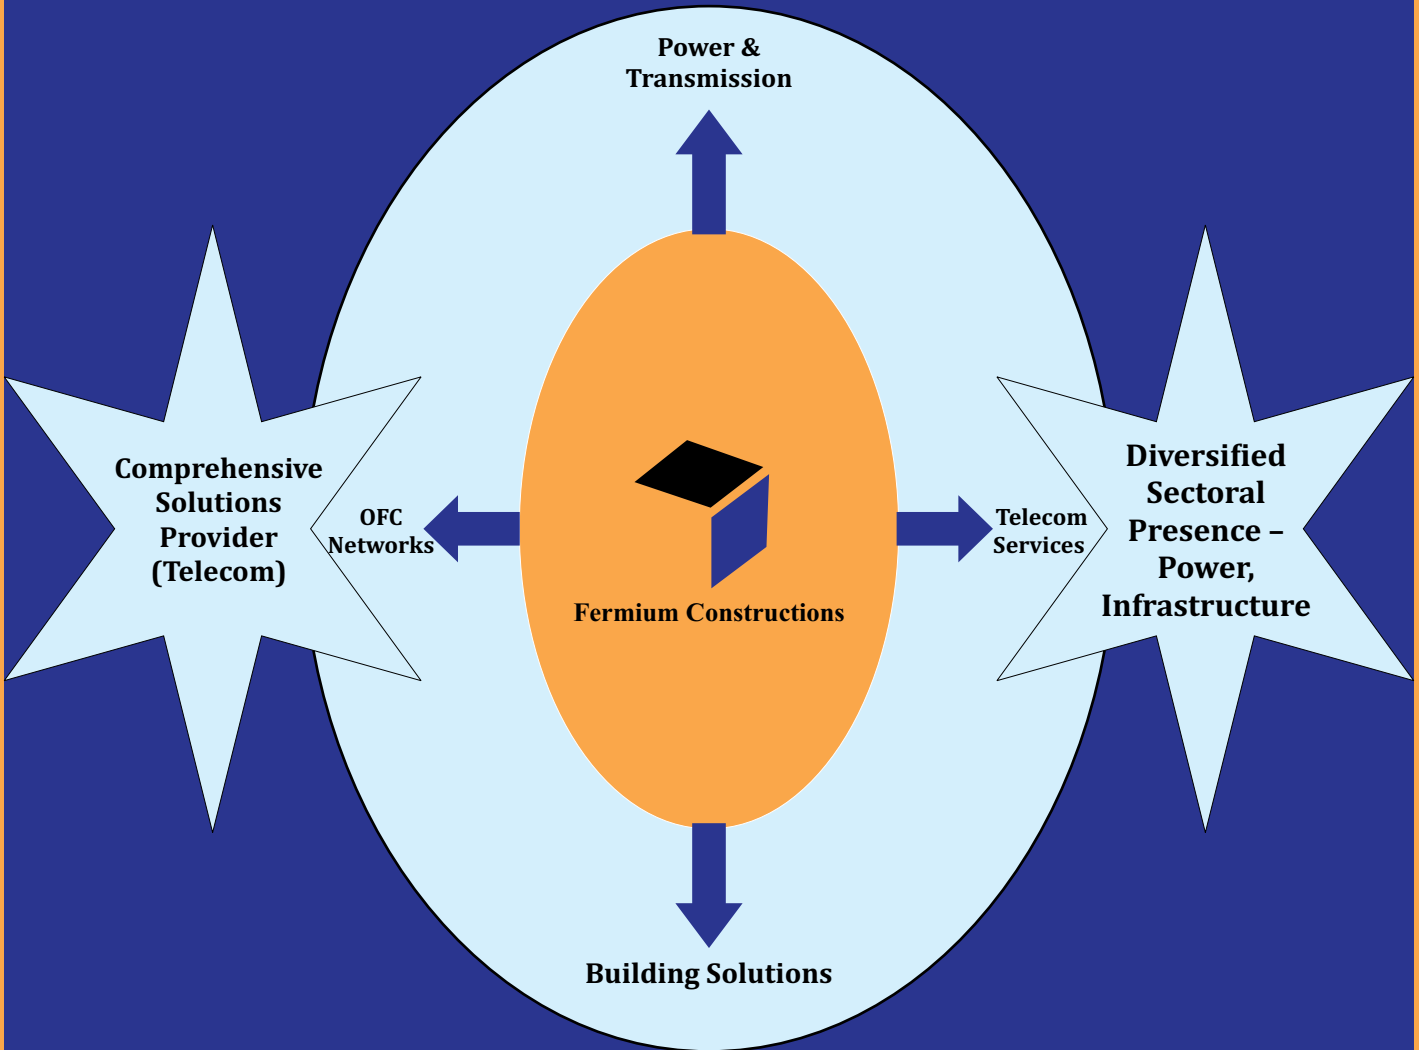 Power &
Transmission
Comprehensive
Solutions
Provider
(Telecom)
OFC
Networks
Fermium Constructions
Telecom
Services
Diversified
Sectoral
Presence –
Power,
Infrastructure
Building Solutions